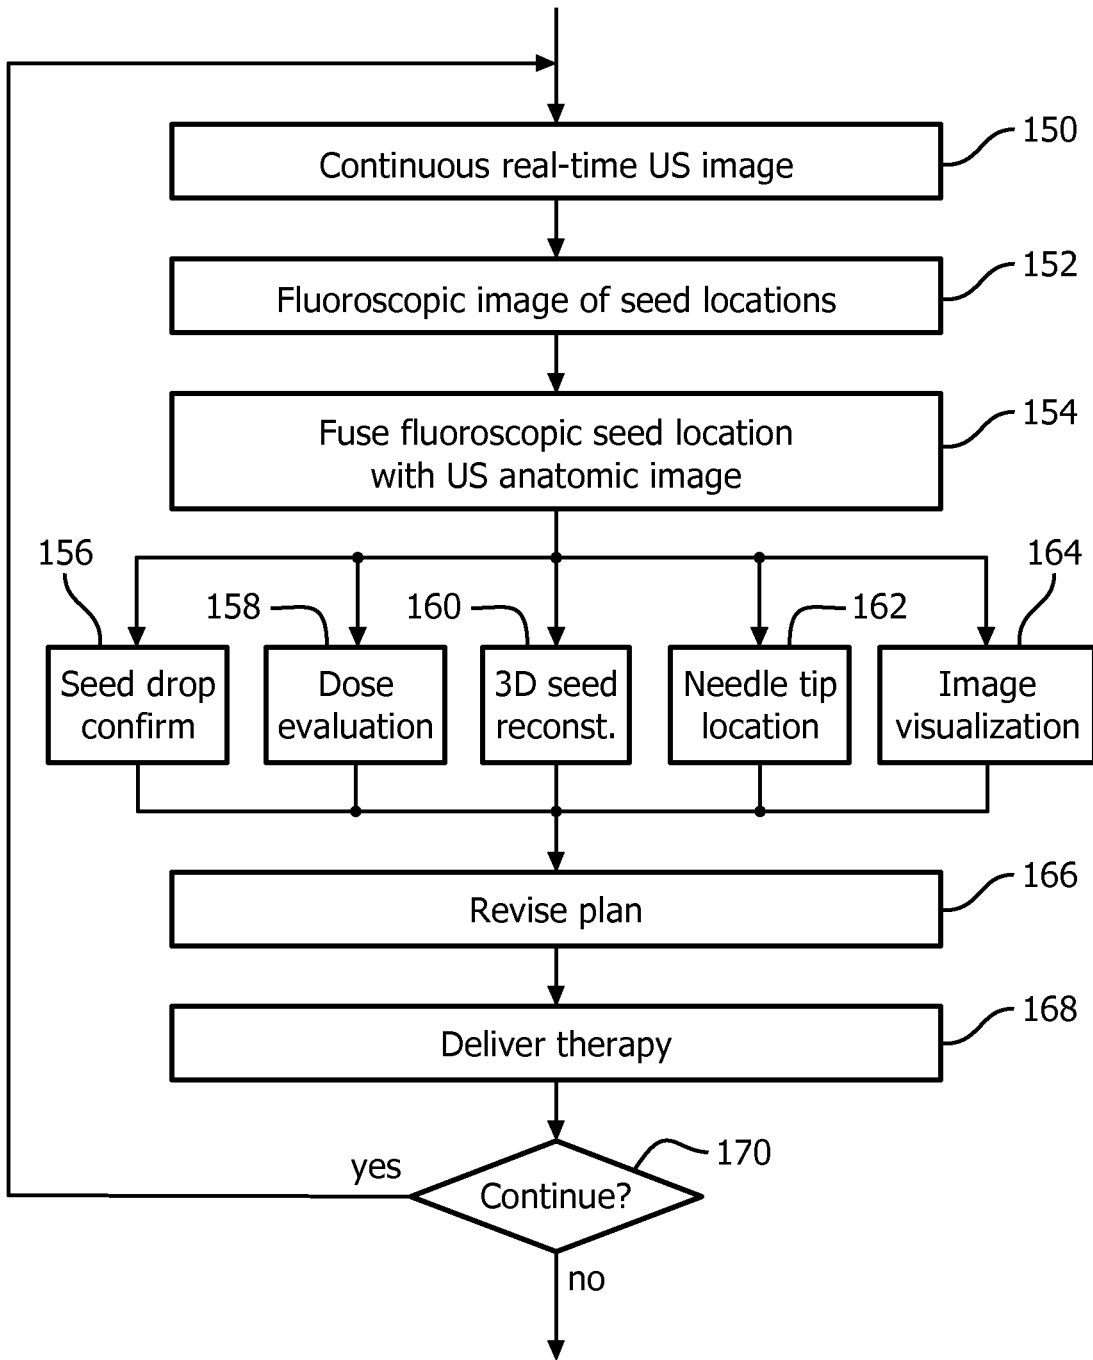 150
Continuous real-time US image
152
Fluoroscopic image of seed locations
154
Fuse fluoroscopic seed location
with US anatomic image
156
158
160
162
164
Seed drop
confirm
Dose
evaluation
3D seed
reconst.
Needle tip
location
Image
visualization
166
Revise plan
168
Deliver therapy
170
yes
Continue?
no